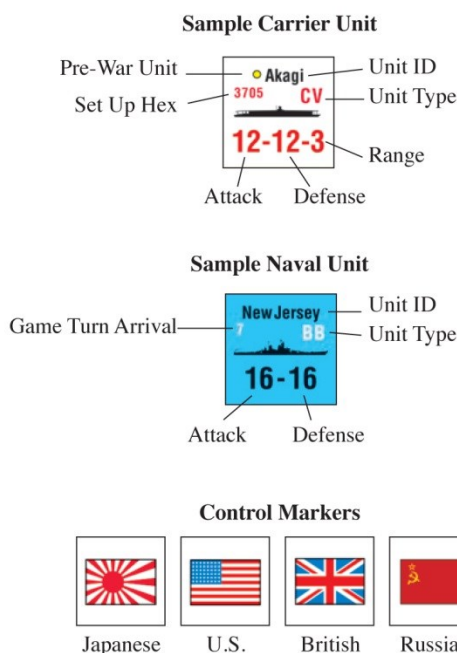 Sample Carrier Unit
Pre-War Unit
Akagi
Unit ID
Set Up Hex
3705
CV
Unit Type
12-12-3
Range
Attack
Defense
Sample Naval Unit
New Jersey
Unit ID
Game Turn Arrival
7
BB
Unit Type
16-16
Attack
Defense
Control Markers
Japanese
U.S.
British
Russia